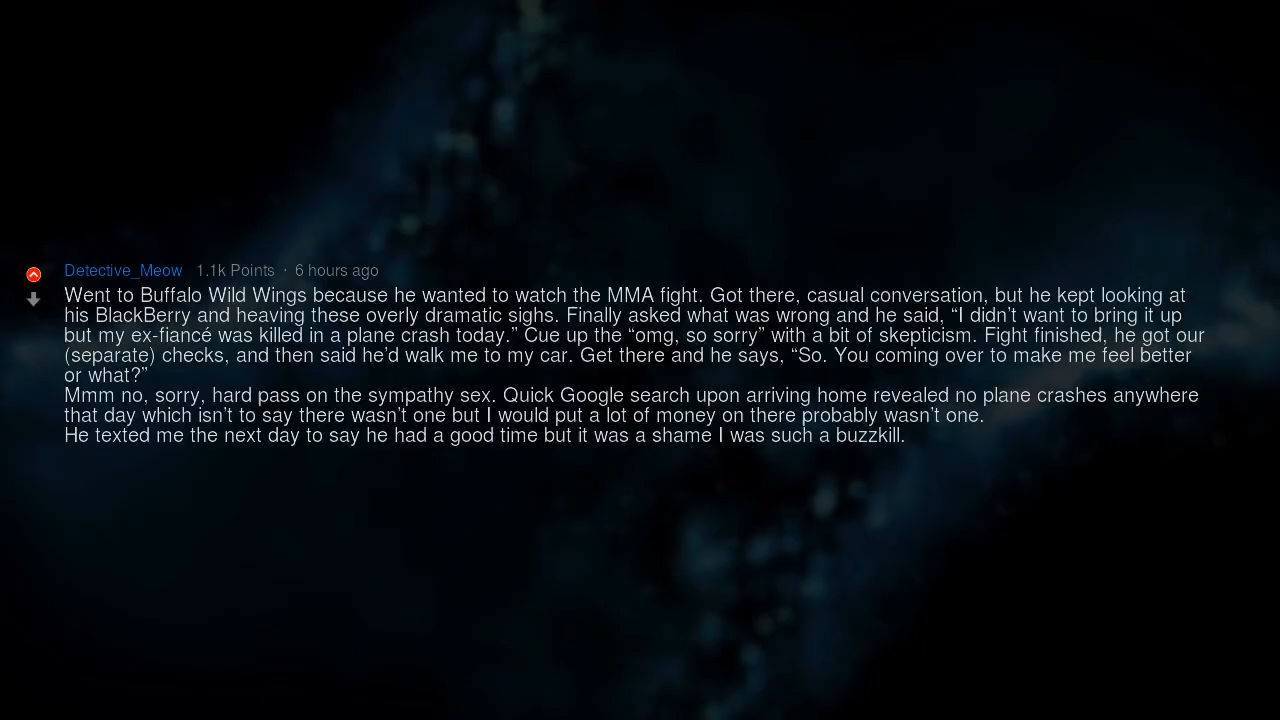 Detective_Meow 1.1k Points · 6 hours ago
Went to Buffalo Wild Wings because he wanted to watch the MMA fight. Got there, casual conversation, but he kept looking at
his BlackBerry and heaving these overly dramatic sighs. Finally asked what was wrong and he said, “I didn’t want to bring it up
but my ex-fiancé was killed in a plane crash today.” Cue up the “omg, so sorry” with a bit of skepticism. Fight finished, he got our
(separate) checks, and then said he’d walk me to my car. Get there and he says, “So. You coming over to make me feel better
or what?”
Mmm no, sorry, hard pass on the sympathy sex. Quick Google search upon arriving home revealed no plane crashes anywhere
that day which isn’t to say there wasn’t one but I would put a lot of money on there probably wasn’t one.
He texted me the next day to say he had a good time but it was a shame I was such a buzzkill.